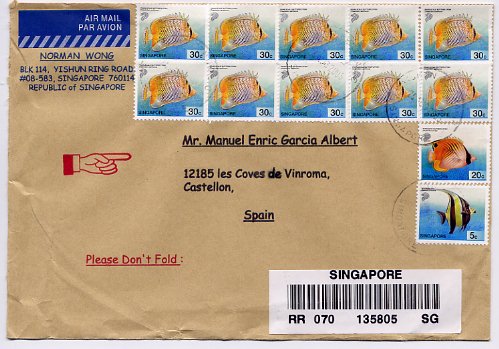 AIR MAIL
PAR AVION
NORMAN WONG
BLK 114, YISHUN RING ROAD
#08-583, SINGAPORE 760114
REPUBLIC of SINGAPORE
SINGAPORE 30c
SINGAPORE 30c
SINGAPORE 30c
SINGAPORE 30c
SINGAPORE 30c
SINGAPORE 30c
SINGAPORE 30c
SINGAPORE 30c
SINGAPORE 30c
SINGAPORE 30c
Mr. Manuel Enric Garcia Albert
12185 les Coves de Vinroma,
Castellon,
Spain
SINGAPORE 20c
SINGAPORE 5c
Please Don't Fold :
SINGAPORE
RR 070 135805 SG